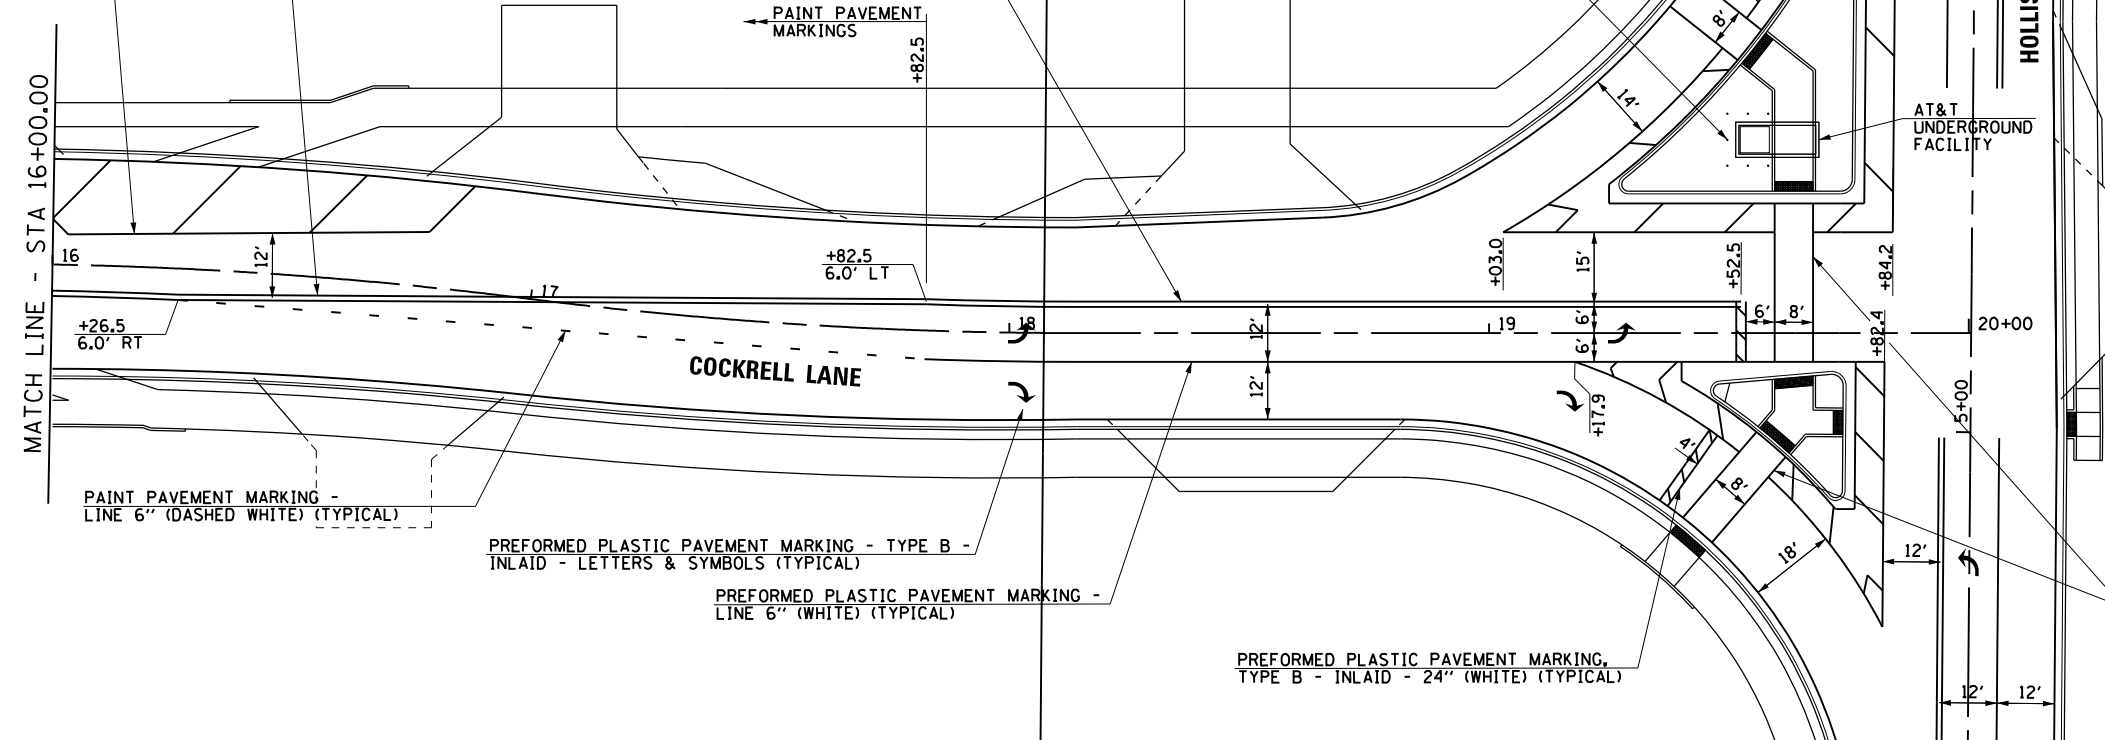 PAINT PAVEMENT
MARKINGS
+82.5
8'
HOLLIS
14'
AT&T
UNDERGROUND
FACILITY
MATCH LINE - STA 16+00.00
16
12'
17
+82.5
6.0' LT
+03.0
15'
+52.5
+84.2
+26.5
6.0' RT
18
12'
19
6'
6'
6'
8'
+82.4
20+00
COCKRELL LANE
12'
+17.9
15+00
4'
8'
18'
12'
PAINT PAVEMENT MARKING -
LINE 6" (DASHED WHITE) (TYPICAL)
PREFORMED PLASTIC PAVEMENT MARKING - TYPE B -
INLAID - LETTERS & SYMBOLS (TYPICAL)
PREFORMED PLASTIC PAVEMENT MARKING -
LINE 6" (WHITE) (TYPICAL)
PREFORMED PLASTIC PAVEMENT MARKING,
TYPE B - INLAID - 24" (WHITE) (TYPICAL)
12'
12'